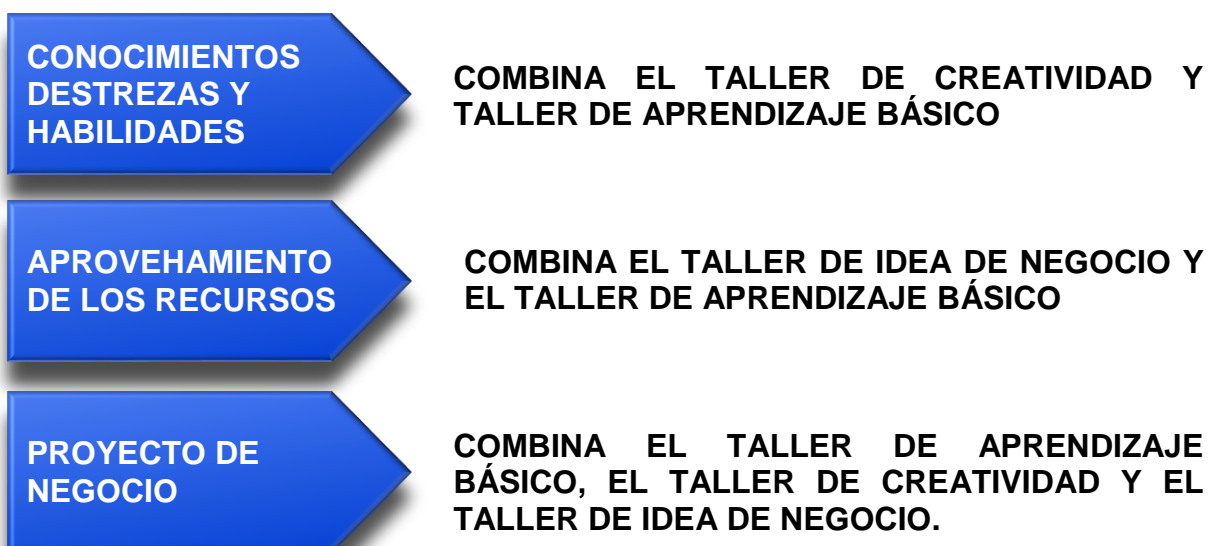 CONOCIMIENTOS
DESTREZAS Y
HABILIDADES
COMBINA EL TALLER DE CREATIVIDAD Y
TALLER DE APRENDIZAJE BÁSICO
APROVEHAMIENTO
DE LOS RECURSOS
COMBINA EL TALLER DE IDEA DE NEGOCIO Y
EL TALLER DE APRENDIZAJE BÁSICO
PROYECTO DE
NEGOCIO
COMBINA EL TALLER DE APRENDIZAJE
BÁSICO, EL TALLER DE CREATIVIDAD Y EL
TALLER DE IDEA DE NEGOCIO.